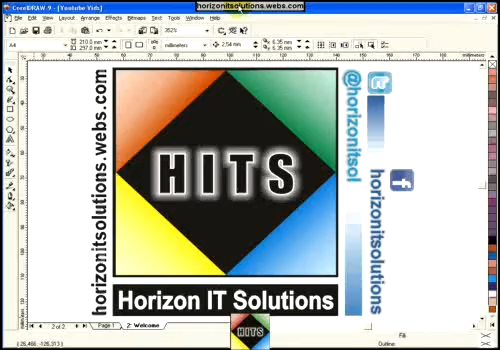 horizonitsolutions.webs.com
CorelDRAW 9 - [Youtube Vids]
File Edit View Layout Arrange Effects Bitmaps Text Tools Window Help
352%
A4
210.0 mm
297.0 mm
millimeters
2.54 mm
6.35 mm
6.35 mm
horizonitsolutions.webs.com
HITS
@horizonitsol
horizonitsolutions
Horizon IT Solutions
2 of 2
Page 1
2: Welcome
HITS
Fill:
Outline: